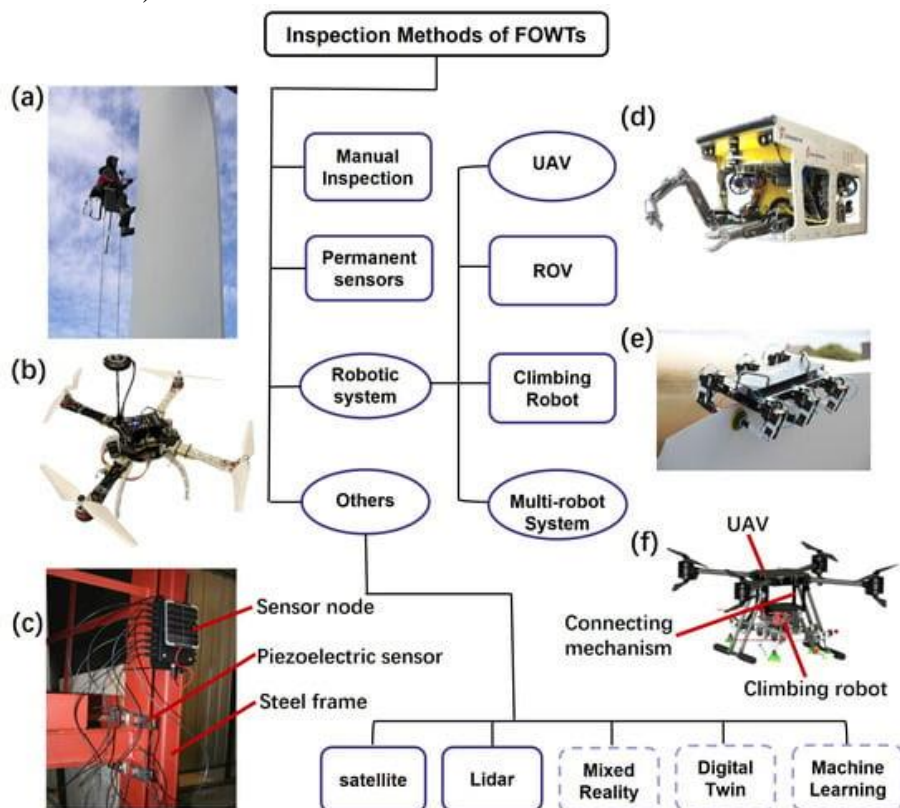 Inspection Methods of FOWTs
(a)
(d)
Manual
Inspection
UAV
Permanent
sensors
ROV
(b)
(e)
Robotic
system
Climbing
Robot
Others
Multi-robot
System
(f)
UAV
(c)
Sensor node
Connecting
mechanism
Piezoelectric sensor
Climbing robot
Steel frame
satellite
Lidar
Mixed
Reality
Digital
Twin
Machine
Learning